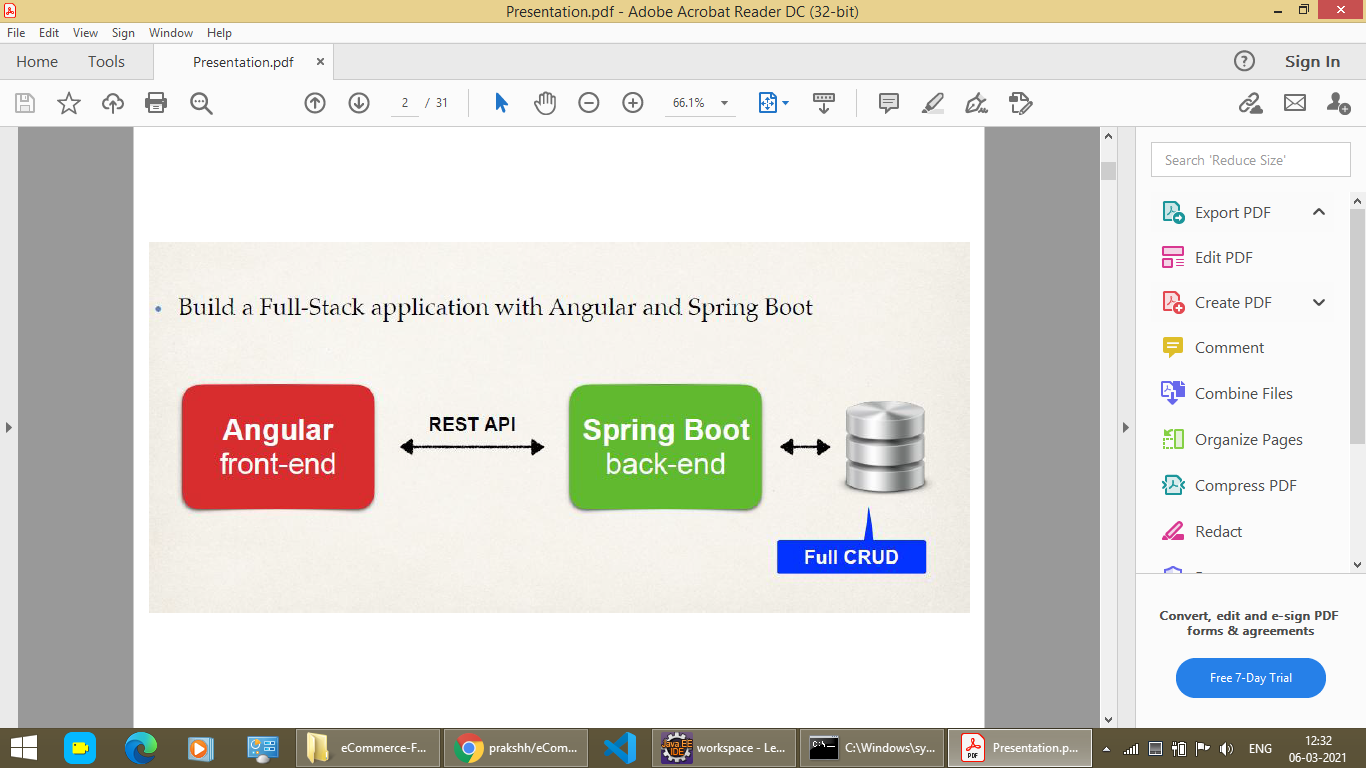 Presentation.pdf - Adobe Acrobat Reader DC (32-bit)
File Edit View Sign Window Help
Home Tools Presentation.pdf × ? Sign In
2 / 31 66.1%
Search 'Reduce Size'
Export PDF
Edit PDF
Create PDF
Comment
Combine Files
Organize Pages
Compress PDF
Redact
Convert, edit and e-sign PDF
forms & agreements
Free 7-Day Trial
• Build a Full-Stack application with Angular and Spring Boot
Angular
front-end
REST API
Spring Boot
back-end
Full CRUD
eCommerce-F...
prakshh/eCom...
Java EE
IDE
workspace - Le...
C:\Windows\sy...
PDF
Presentation.p...
ENG
12:32
06-03-2021